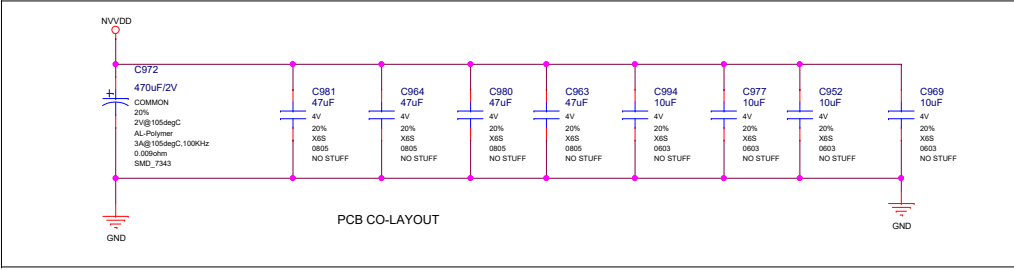 NVVDD
C972
470uF/2V
COMMON
20%
2V@105degC
AL-Polymer
3A@105degC,100KHz
0.009ohm
SMD_7343
C981
47uF
4V
20%
X6S
0805
NO STUFF
C964
47uF
4V
20%
X6S
0805
NO STUFF
C980
47uF
4V
20%
X6S
0805
NO STUFF
C963
47uF
4V
20%
X6S
0805
NO STUFF
C994
10uF
4V
20%
X6S
0603
NO STUFF
C977
10uF
4V
20%
X6S
0603
NO STUFF
C952
10uF
4V
20%
X6S
0603
NO STUFF
C969
10uF
4V
20%
X6S
0603
NO STUFF
GND
PCB CO-LAYOUT
GND